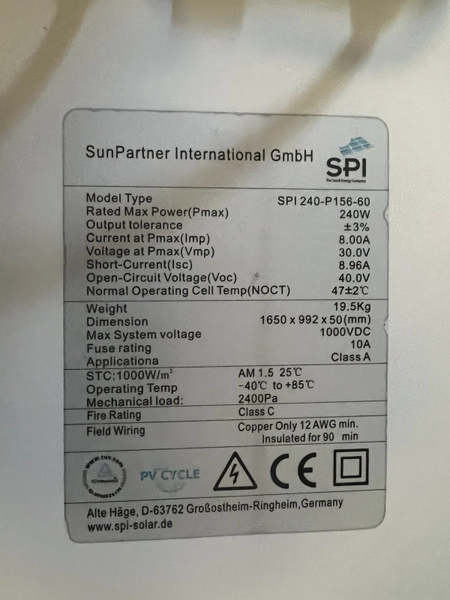 SunPartner International GmbH
SPI
Model Type SPI 240-P156-60
Rated Max Power(Pmax) 240W
Output tolerance ±3%
Current at Pmax(Imp) 8.00A
Voltage at Pmax(Vmp) 30.0V
Short-Current(Isc) 8.96A
Open-Circuit Voltage(Voc) 40.0V
Normal Operating Cell Temp(NOCT) 47±2℃
Weight 19.5Kg
Dimension 1650 x 992 x 50(mm)
Max System voltage 1000VDC
Fuse rating 10A
Applicationa Class A
STC:1000W/m² AM 1.5 25℃
Operating Temp -40℃ to +85℃
Mechanical load: 2400Pa
Fire Rating Class C
Field Wiring Copper Only 12 AWG min.
Insulated for 90 min
www.tuv.com
PV CYCLE
CE
Alte Häge, D-63762 Großostheim-Ringheim,Germany
www.spi-solar.de